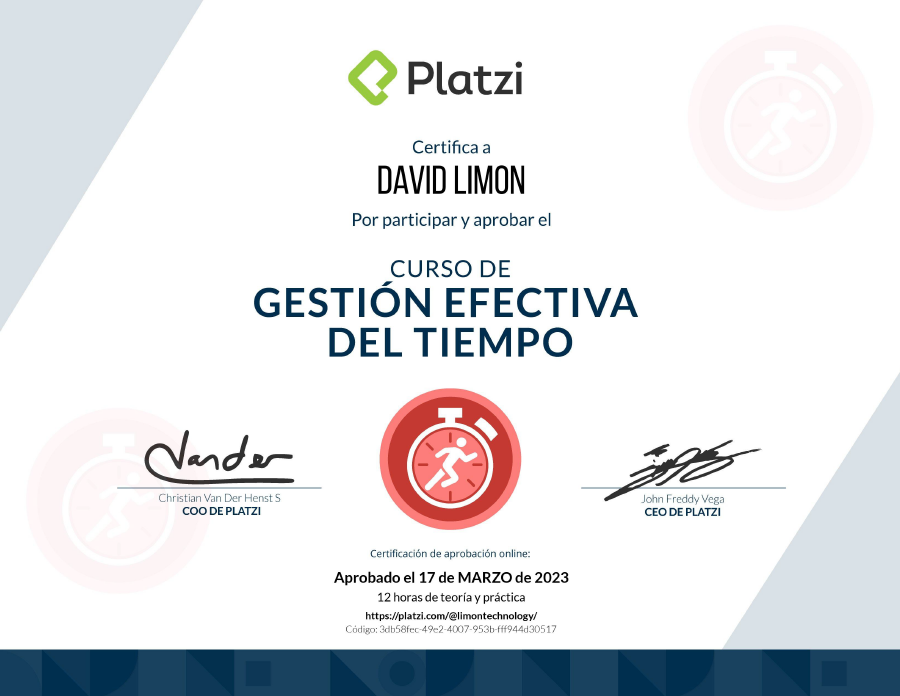 Platzi
Certifica a
DAVID LIMON
Por participar y aprobar el
CURSO DE
GESTIÓN EFECTIVA
DEL TIEMPO
Vander
Christian Van Der Henst S
COO DE PLATZI
John Freddy Vega
CEO DE PLATZI
Certificación de aprobación online:
Aprobado el 17 de MARZO de 2023
12 horas de teoría y práctica
https://platzi.com/@limontechnology/
Código: 3db58fec-49e2-4007-953b-fff944d30517